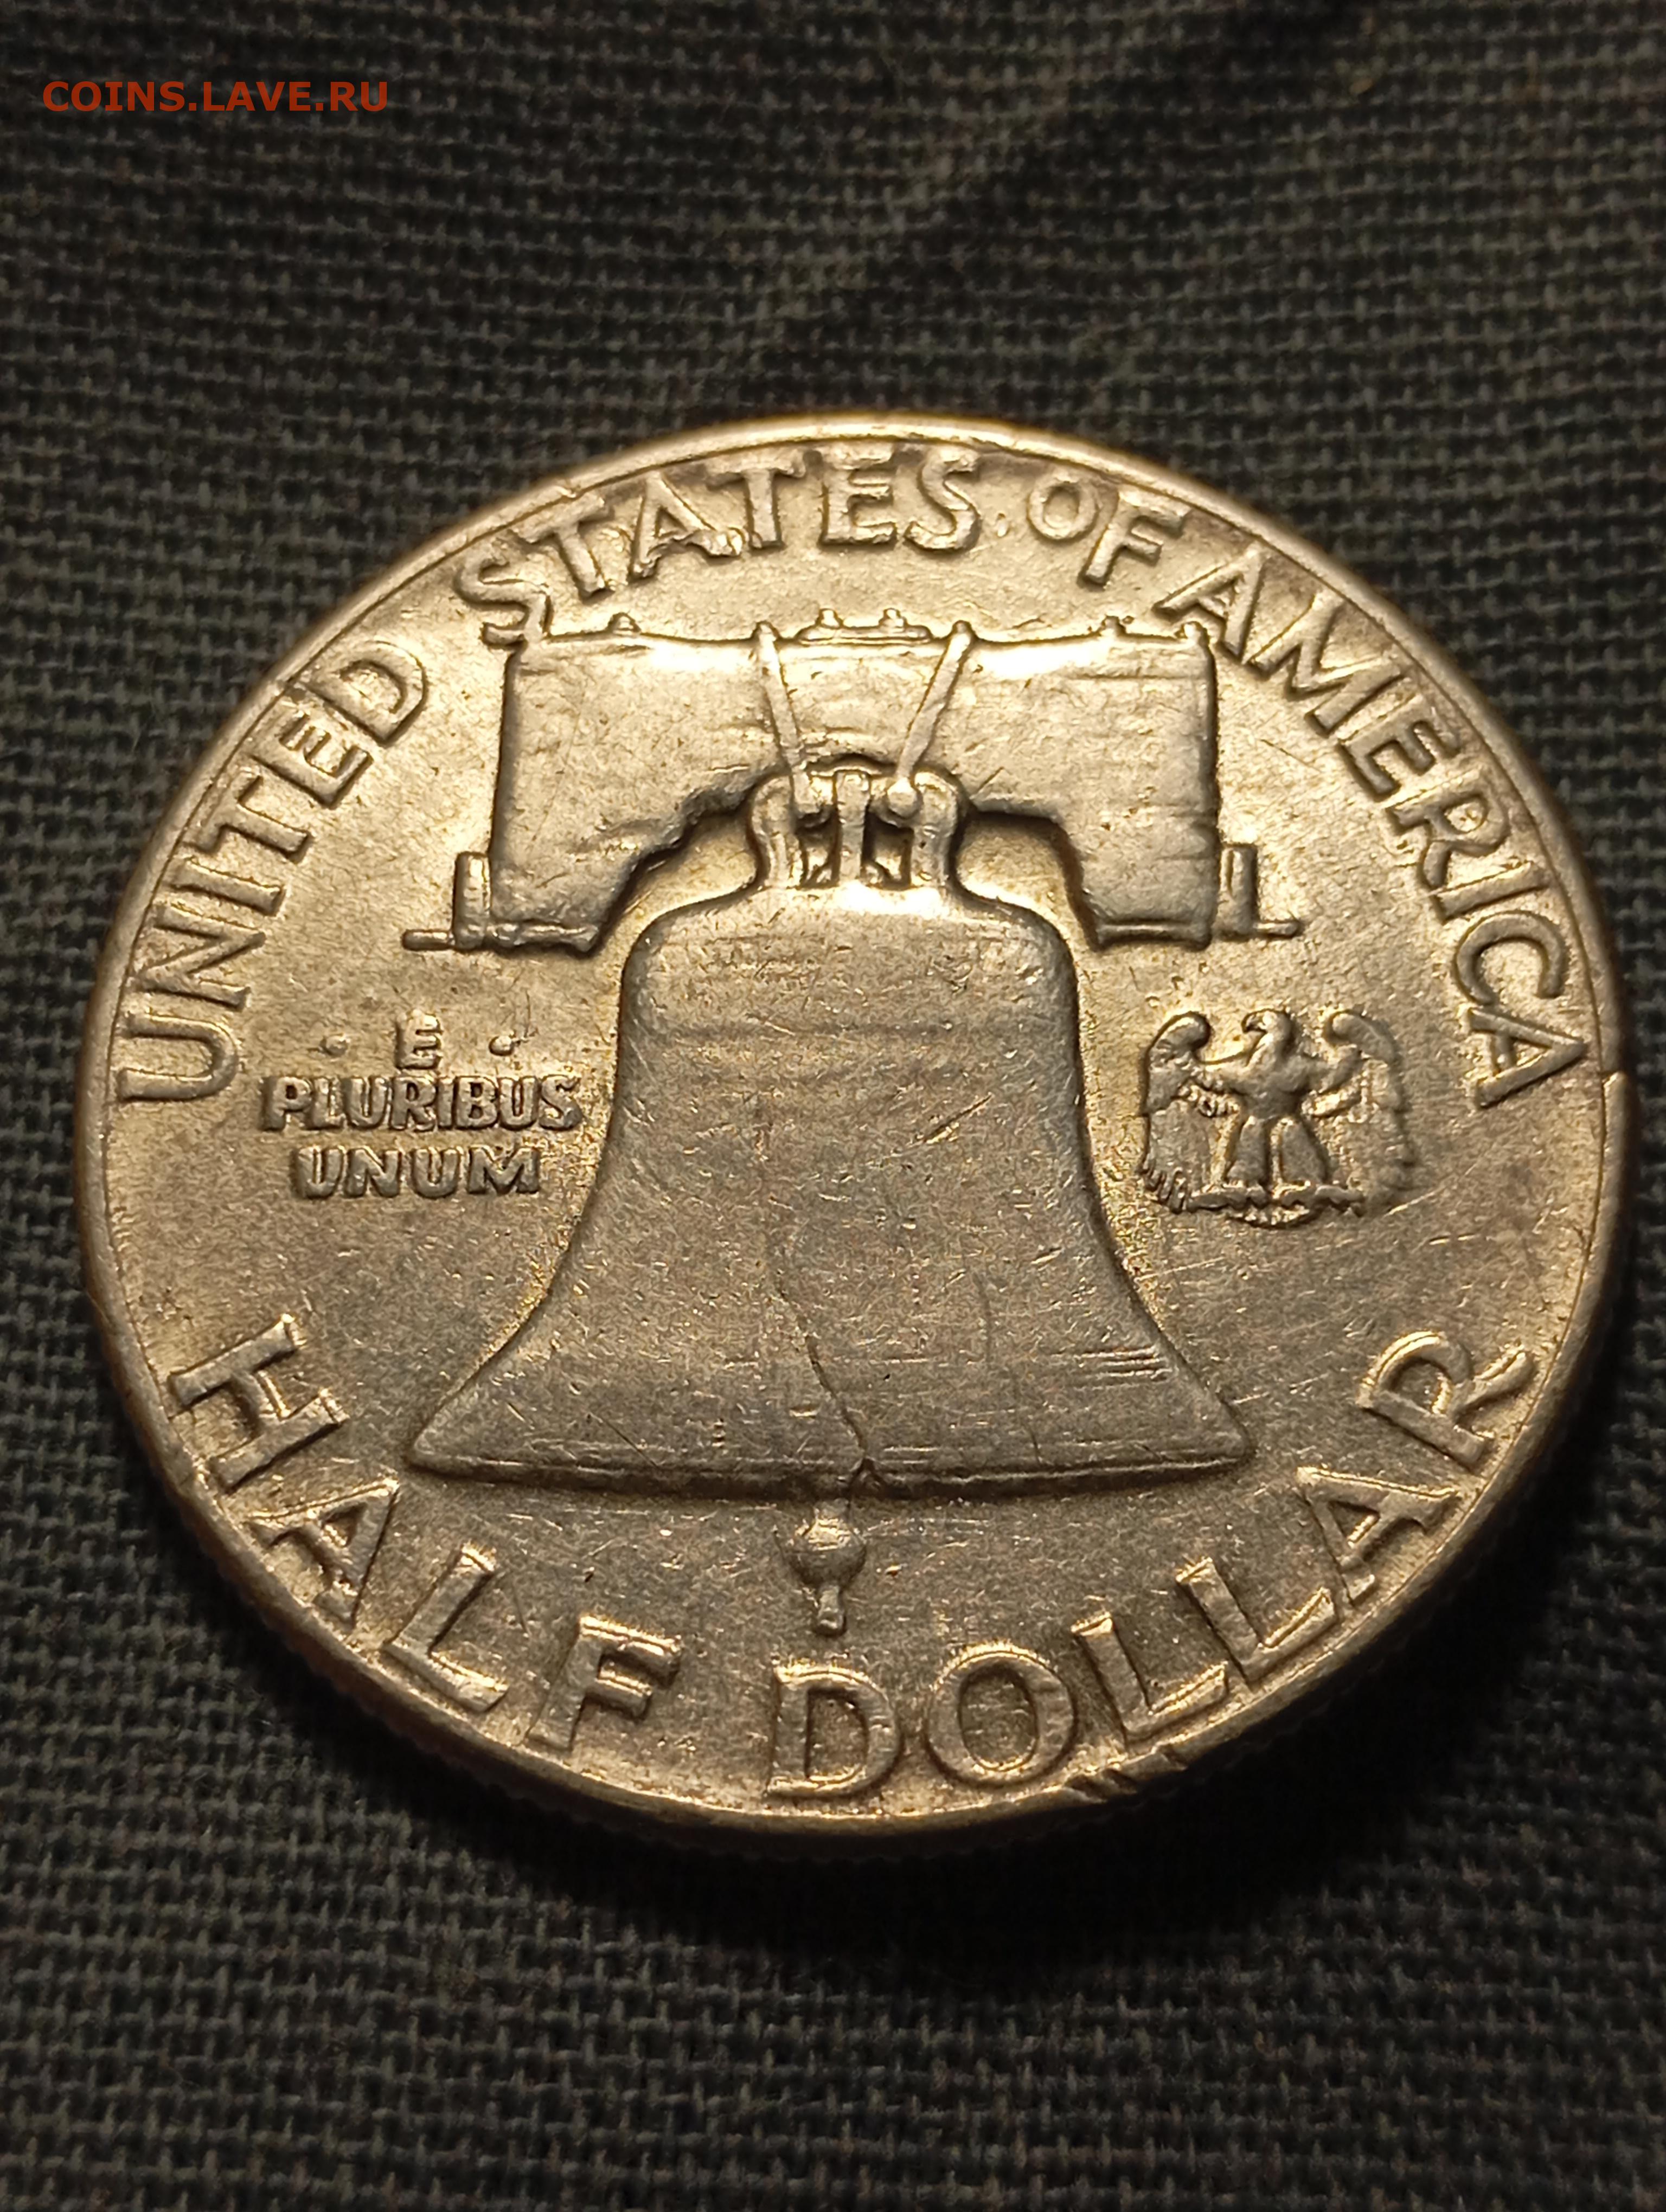 COINS.LAVE.RU
UNITED STATES OF AMERICA
·E·
PLURIBUS
UNUM
HALF DOLLAR